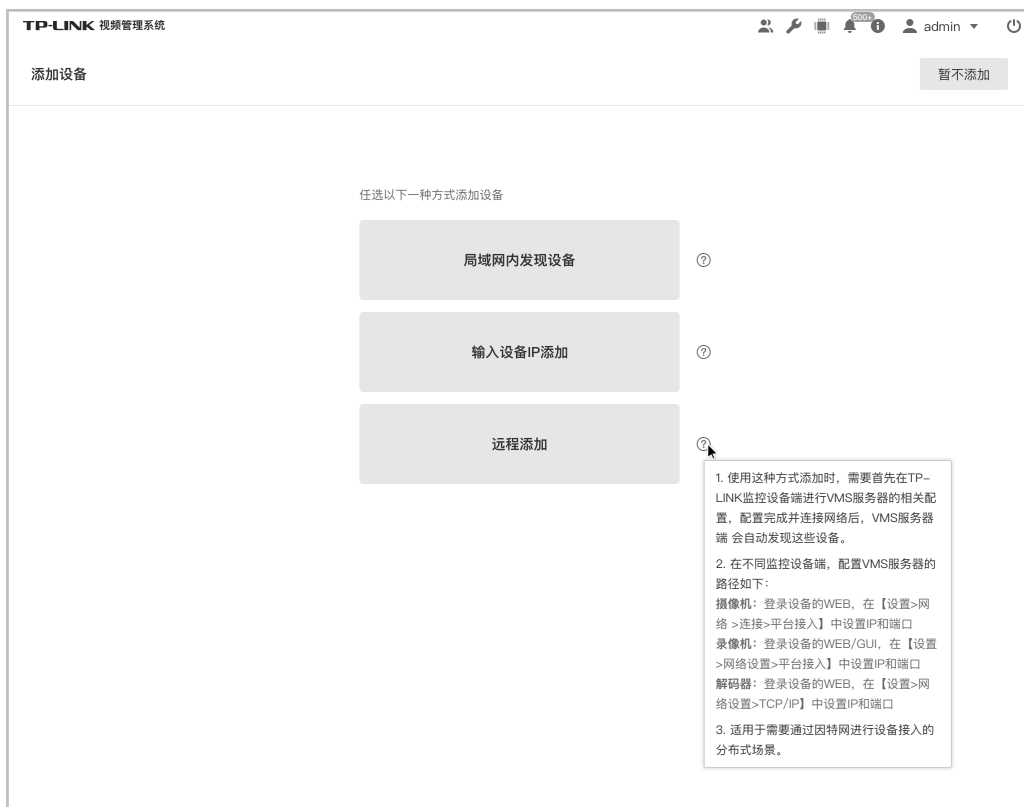 TP-LINK 视频管理系统
500+
admin
添加设备
暂不添加
任选以下一种方式添加设备
局域网内发现设备
输入设备IP添加
远程添加
1. 使用这种方式添加时，需要首先在TP-
LINK监控设备端进行VMS服务器的相关配
置，配置完成并连接网络后，VMS服务器
端 会自动发现这些设备。
2. 在不同监控设备端，配置VMS服务器的
路径如下：
摄像机：登录设备的WEB，在【设置>网
络 >连接>平台接入】中设置IP和端口
录像机：登录设备的WEB/GUI，在【设置
>网络设置>平台接入】中设置IP和端口
解码器：登录设备的WEB，在【设置>网
络设置>TCP/IP】中设置IP和端口
3. 适用于需要通过因特网进行设备接入的
分布式场景。